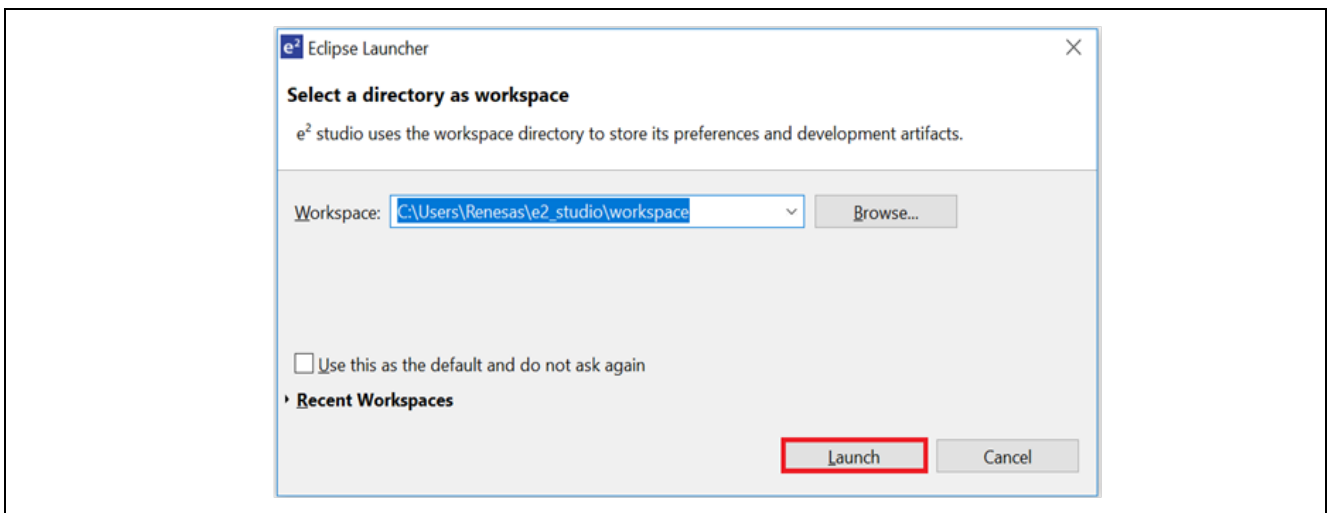 e² Eclipse Launcher
Select a directory as workspace
e² studio uses the workspace directory to store its preferences and development artifacts.
Workspace: C:\Users\Renesas\e2_studio\workspace Browse...
Use this as the default and do not ask again
Recent Workspaces
Launch Cancel